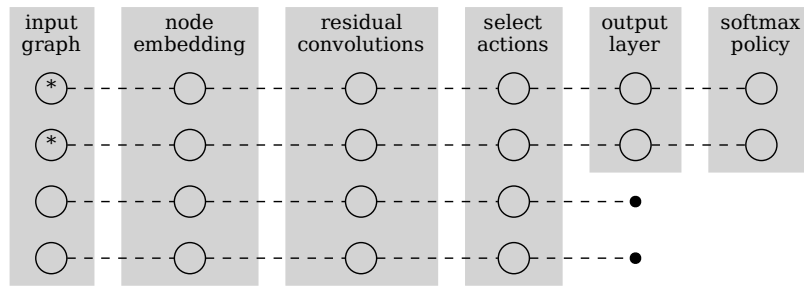 input
graph
node
embedding
residual
convolutions
select
actions
output
layer
softmax
policy
*
*